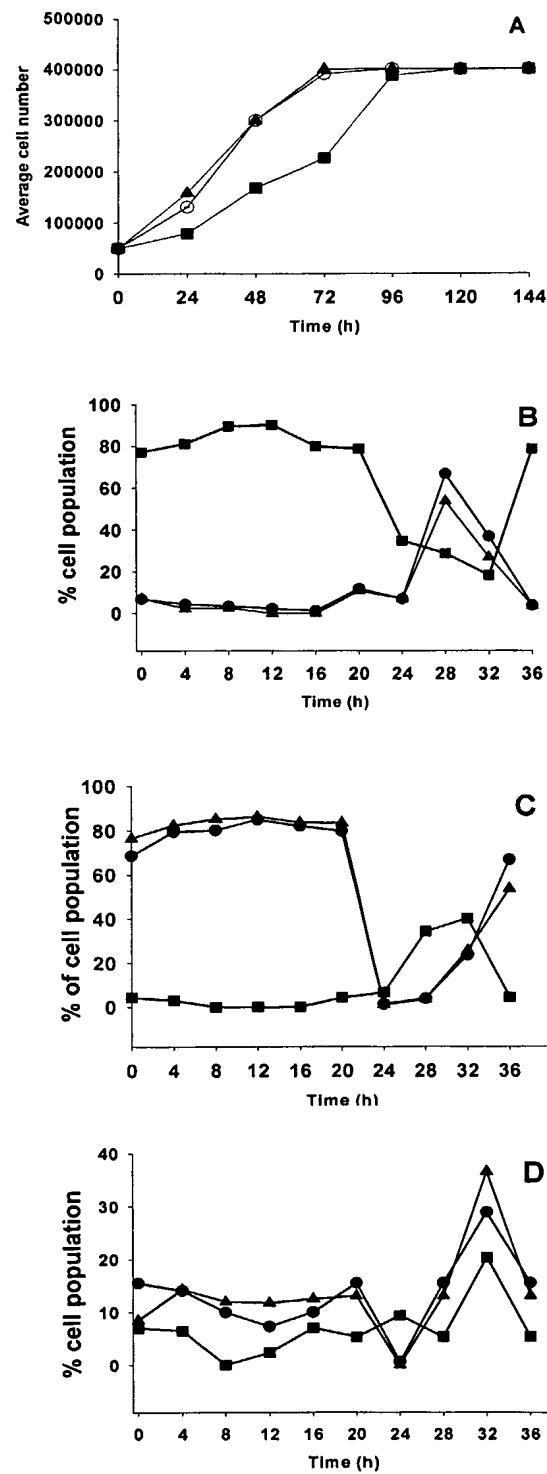 A
500000
400000
300000
200000
100000
0
Average cell number
0 24 48 72 96 120 144
Time (h)
B
100
80
60
40
20
0
% cell population
0 4 8 12 16 20 24 28 32 36
Time (h)
C
100
80
60
40
20
0
% of cell population
0 4 8 12 16 20 24 28 32 36
Time (h)
D
40
30
20
10
0
% cell population
0 4 8 12 16 20 24 28 32 36
Time (h)